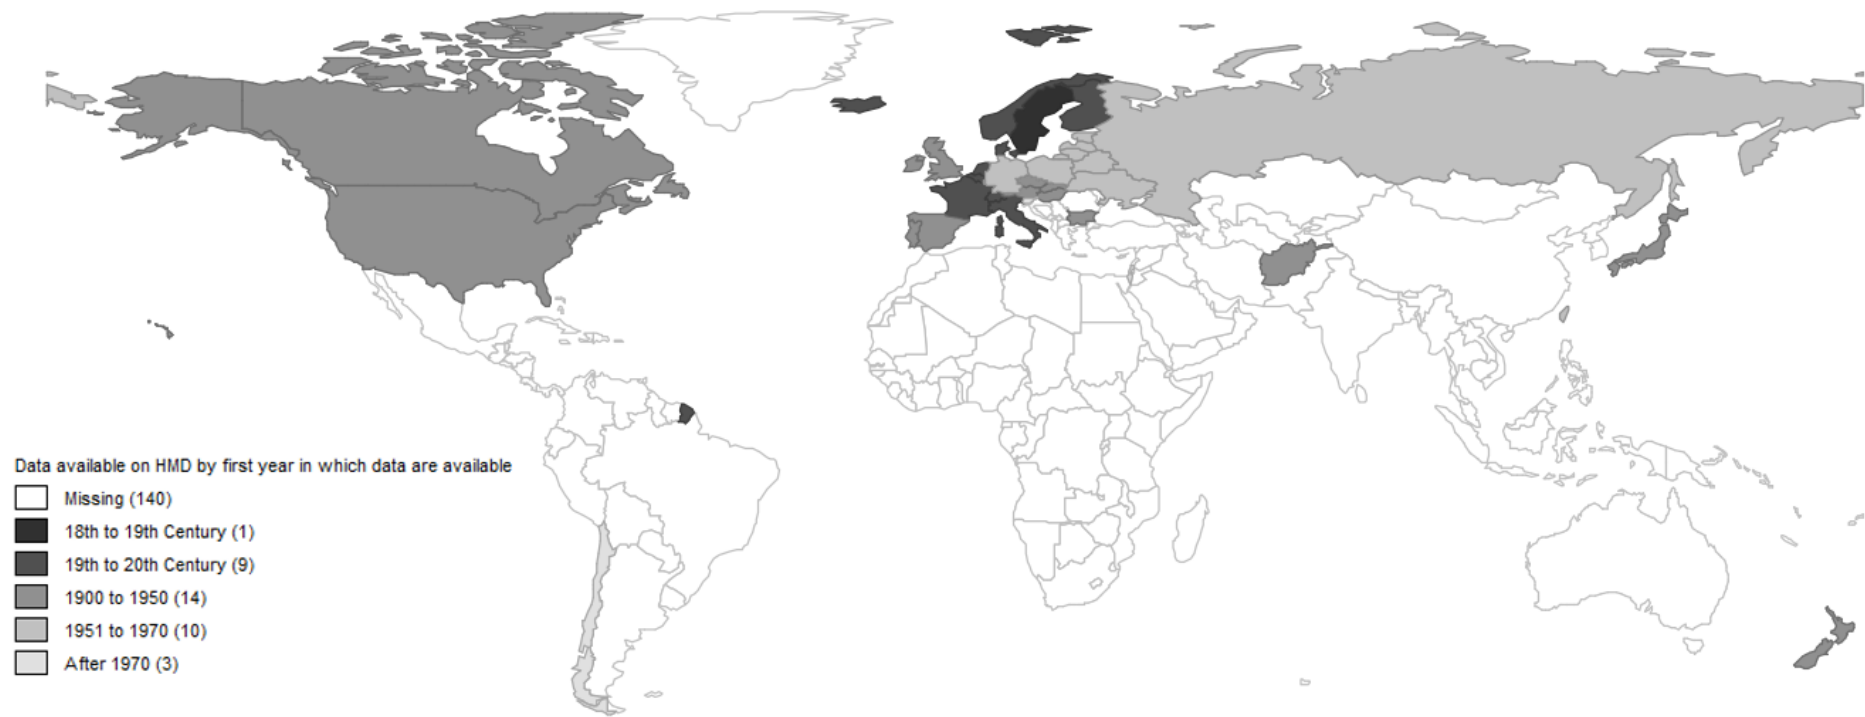 Data available on HMD by first year in which data are available
Missing (140)
18th to 19th Century (1)
19th to 20th Century (9)
1900 to 1950 (14)
1951 to 1970 (10)
After 1970 (3)